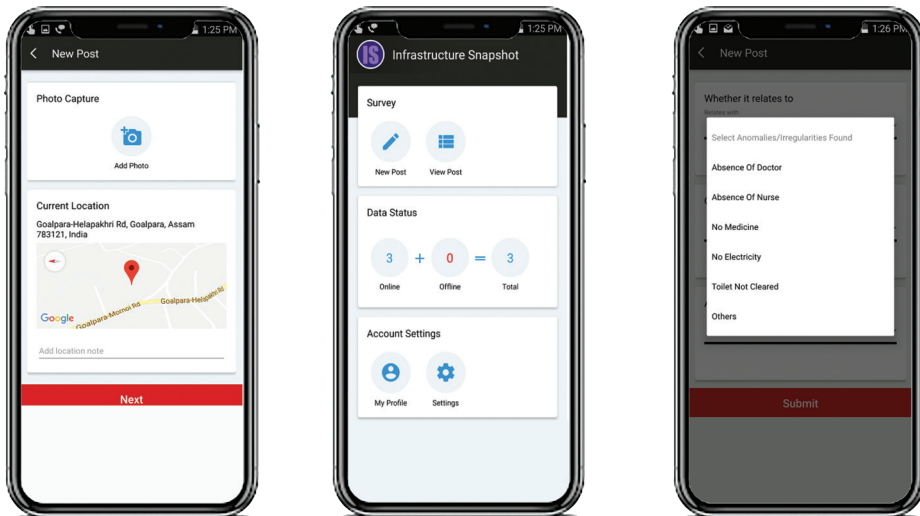 1:25 PM
New Post
Photo Capture
Add Photo
Current Location
Goalpara-Helapakhri Rd, Goalpara, Assam
783121, India
Goalpara-Mornoi Rd
Goalpara-Helapakhri Rd
Google
Add location note
Next
1:25 PM
IS
Infrastructure Snapshot
Survey
New Post View Post
Data Status
3 + 0 = 3
Online Offline Total
Account Settings
My Profile Settings
1:26 PM
New Post
Whether it relates to
Relates with
Select Anomalies/Irregularities Found
Absence Of Doctor
Absence Of Nurse
No Medicine
No Electricity
Toilet Not Cleared
Others
Submit